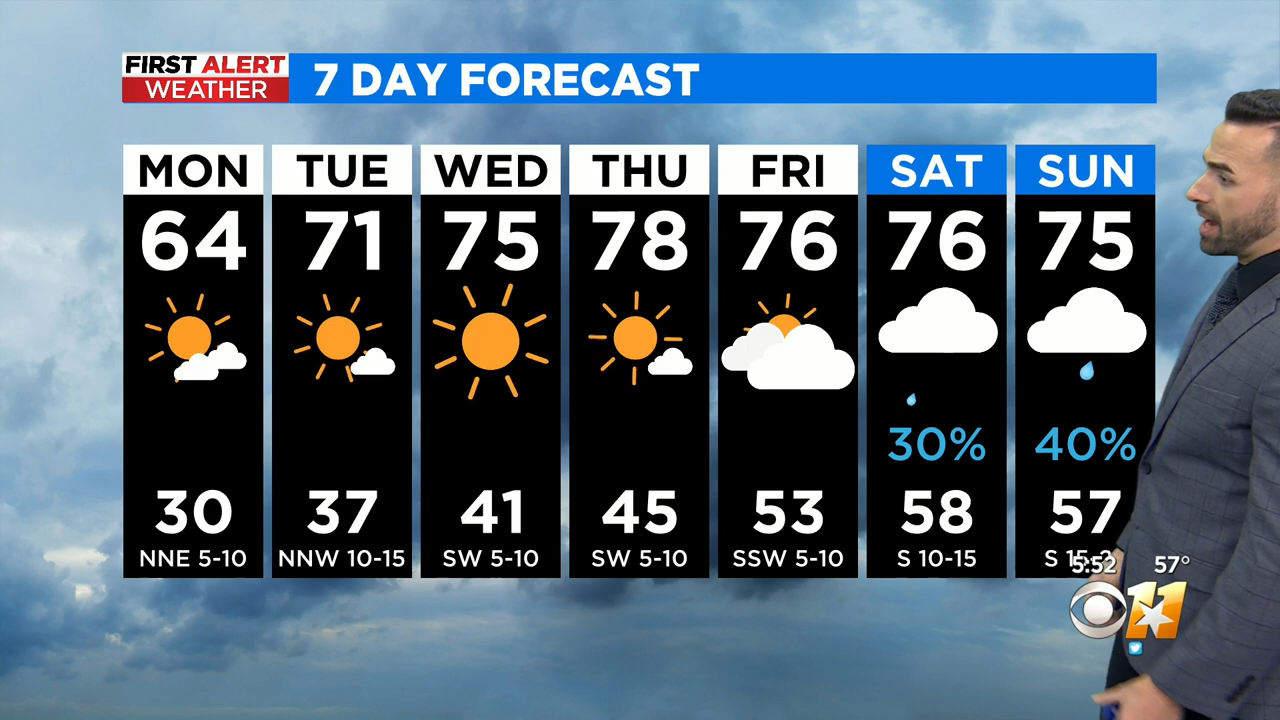 FIRST ALERT
WEATHER
7 DAY FORECAST
MON TUE WED THU FRI SAT SUN
64 71 75 78 76 76 75
30% 40%
30 37 41 45 53 58 57
NNE 5-10 NNW 10-15 SW 5-10 SW 5-10 SSW 5-10 S 10-15 S
5:52 57°
11